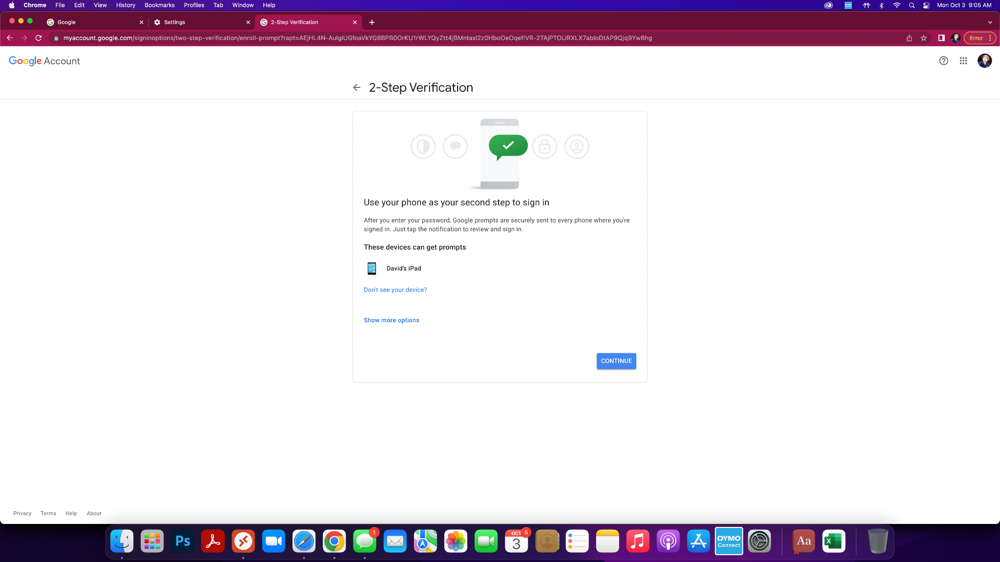 Chrome File Edit View History Bookmarks Profiles Tab Window Help Mon Oct 3 9:05 AM
Google Settings 2-Step Verification
myaccount.google.com/signinoptions/two-step-verification/enroll-prompt?rapt=AEjHL4N-AulgiUGfoaVkYG8BPB0OrKU1rWLYQyZtt4jBMntaxI2z0HboOeOqefIVR-2TAjPTOiJRXLX7abloDtAP9Qjq9Yw8hg Error
Google Account
2-Step Verification
Use your phone as your second step to sign in
After you enter your password, Google prompts are securely sent to every phone where you're
signed in. Just tap the notification to review and sign in.
These devices can get prompts
David's iPad
Don't see your device?
Show more options
CONTINUE
Privacy Terms Help About
Ps 1 OCT 5 3 DYMO Connect Aa X